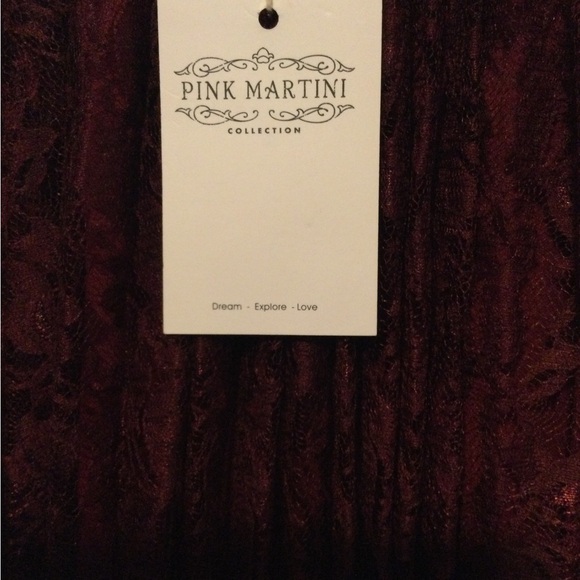 PINK MARTINI
COLLECTION
Dream - Explore - Love